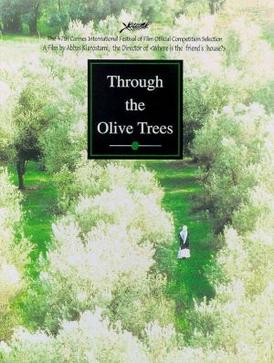 The 47th Cannes International Festival of Film Official Competition Selection
A Film by Abbas Kiarostami, the Director of <Where is the friend's house?>
Through
the
Olive Trees